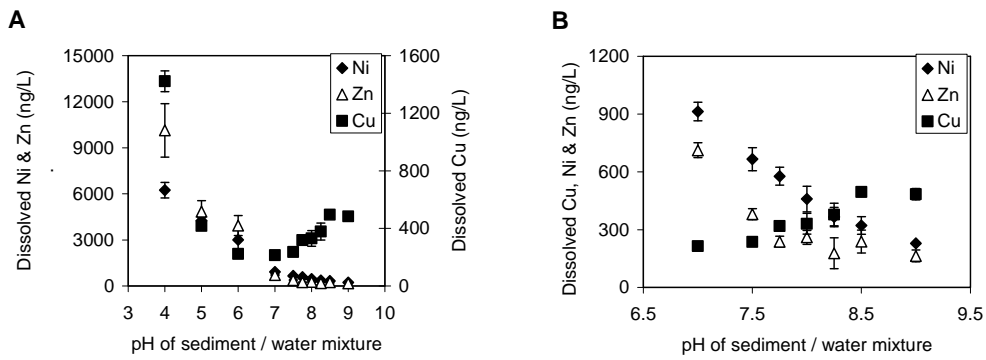 A
Dissolved Ni & Zn (ng/L)
15000
12000
9000
6000
3000
0
3 4 5 6 7 8 9 10
pH of sediment / water mixture
1600
1200
800
400
0
Dissolved Cu (ng/L)
Ni
Zn
Cu
B
Dissolved Cu, Ni & Zn (ng/L)
1200
900
600
300
0
6.5 7.5 8.5 9.5
pH of sediment / water mixture
Ni
Zn
Cu